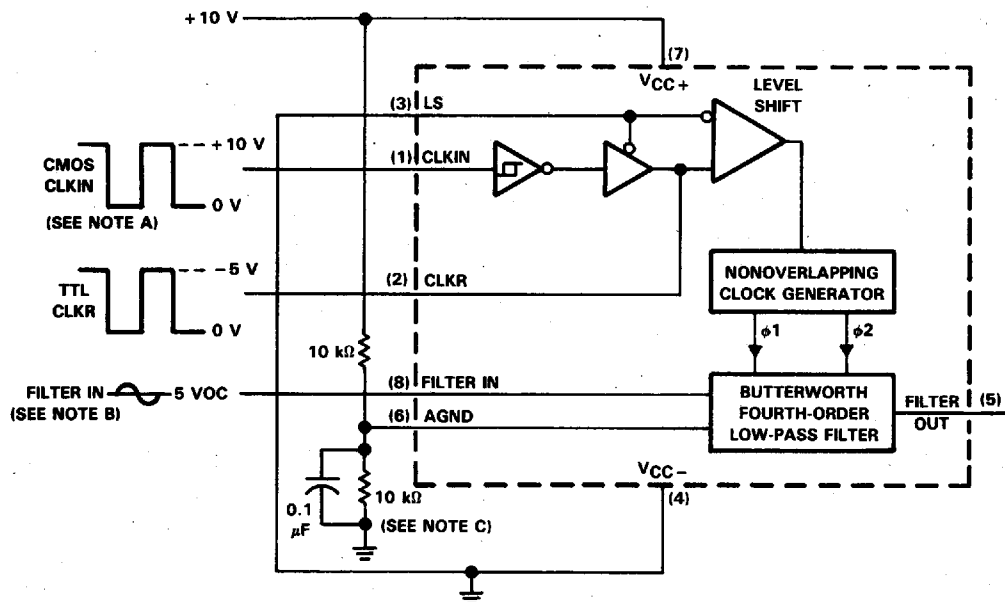 +10 V
(7)
VCC+
LEVEL
SHIFT
(3) LS
CMOS
CLKIN
(SEE NOTE A)
+10 V
0 V
(1) CLKIN
TTL
CLKR
-5 V
0 V
(2) CLKR
NONOVERLAPPING
CLOCK GENERATOR
φ1
φ2
10 kΩ
FILTER IN
(SEE NOTE B)
5 VOC
(8) FILTER IN
(6) AGND
BUTTERWORTH
FOURTH-ORDER
LOW-PASS FILTER
FILTER
OUT
(5)
VCC-
(4)
0.1
μF
10 kΩ
(SEE NOTE C)